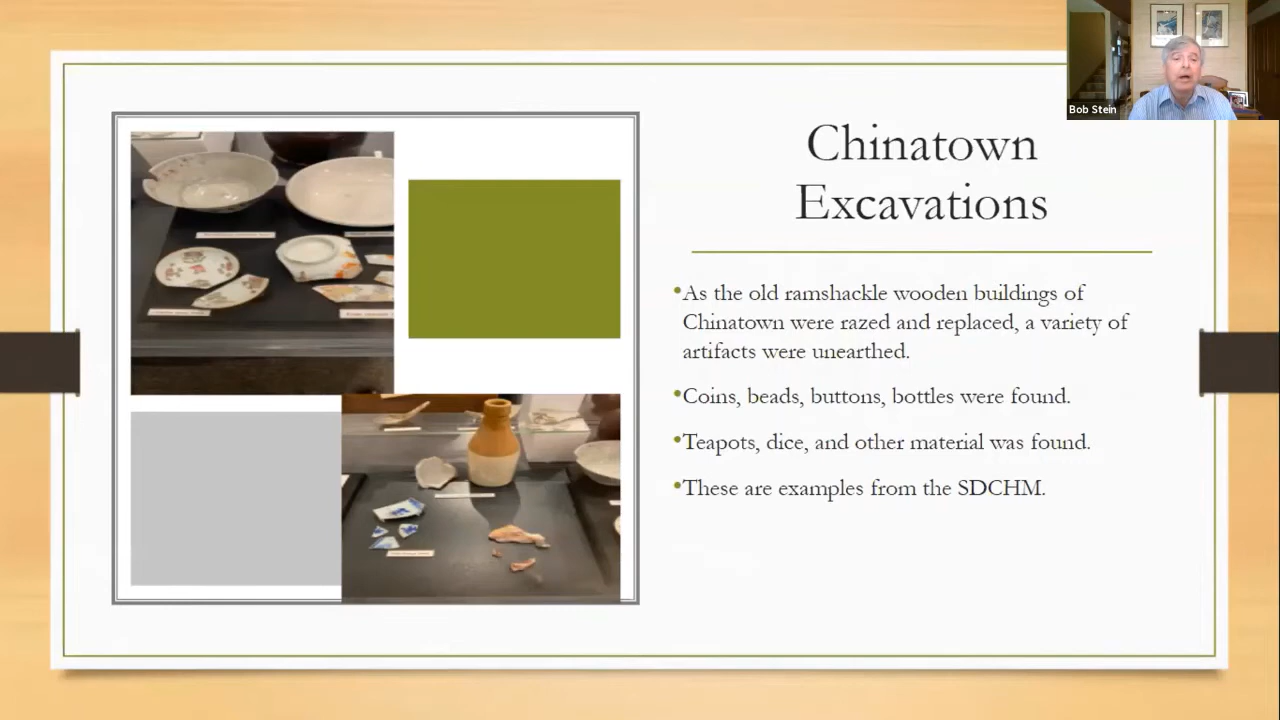 Bob Stein
Chinatown
Excavations
•As the old ramshackle wooden buildings of
Chinatown were razed and replaced, a variety of
artifacts were unearthed.
•Coins, beads, buttons, bottles were found.
•Teapots, dice, and other material was found.
•These are examples from the SDCHM.